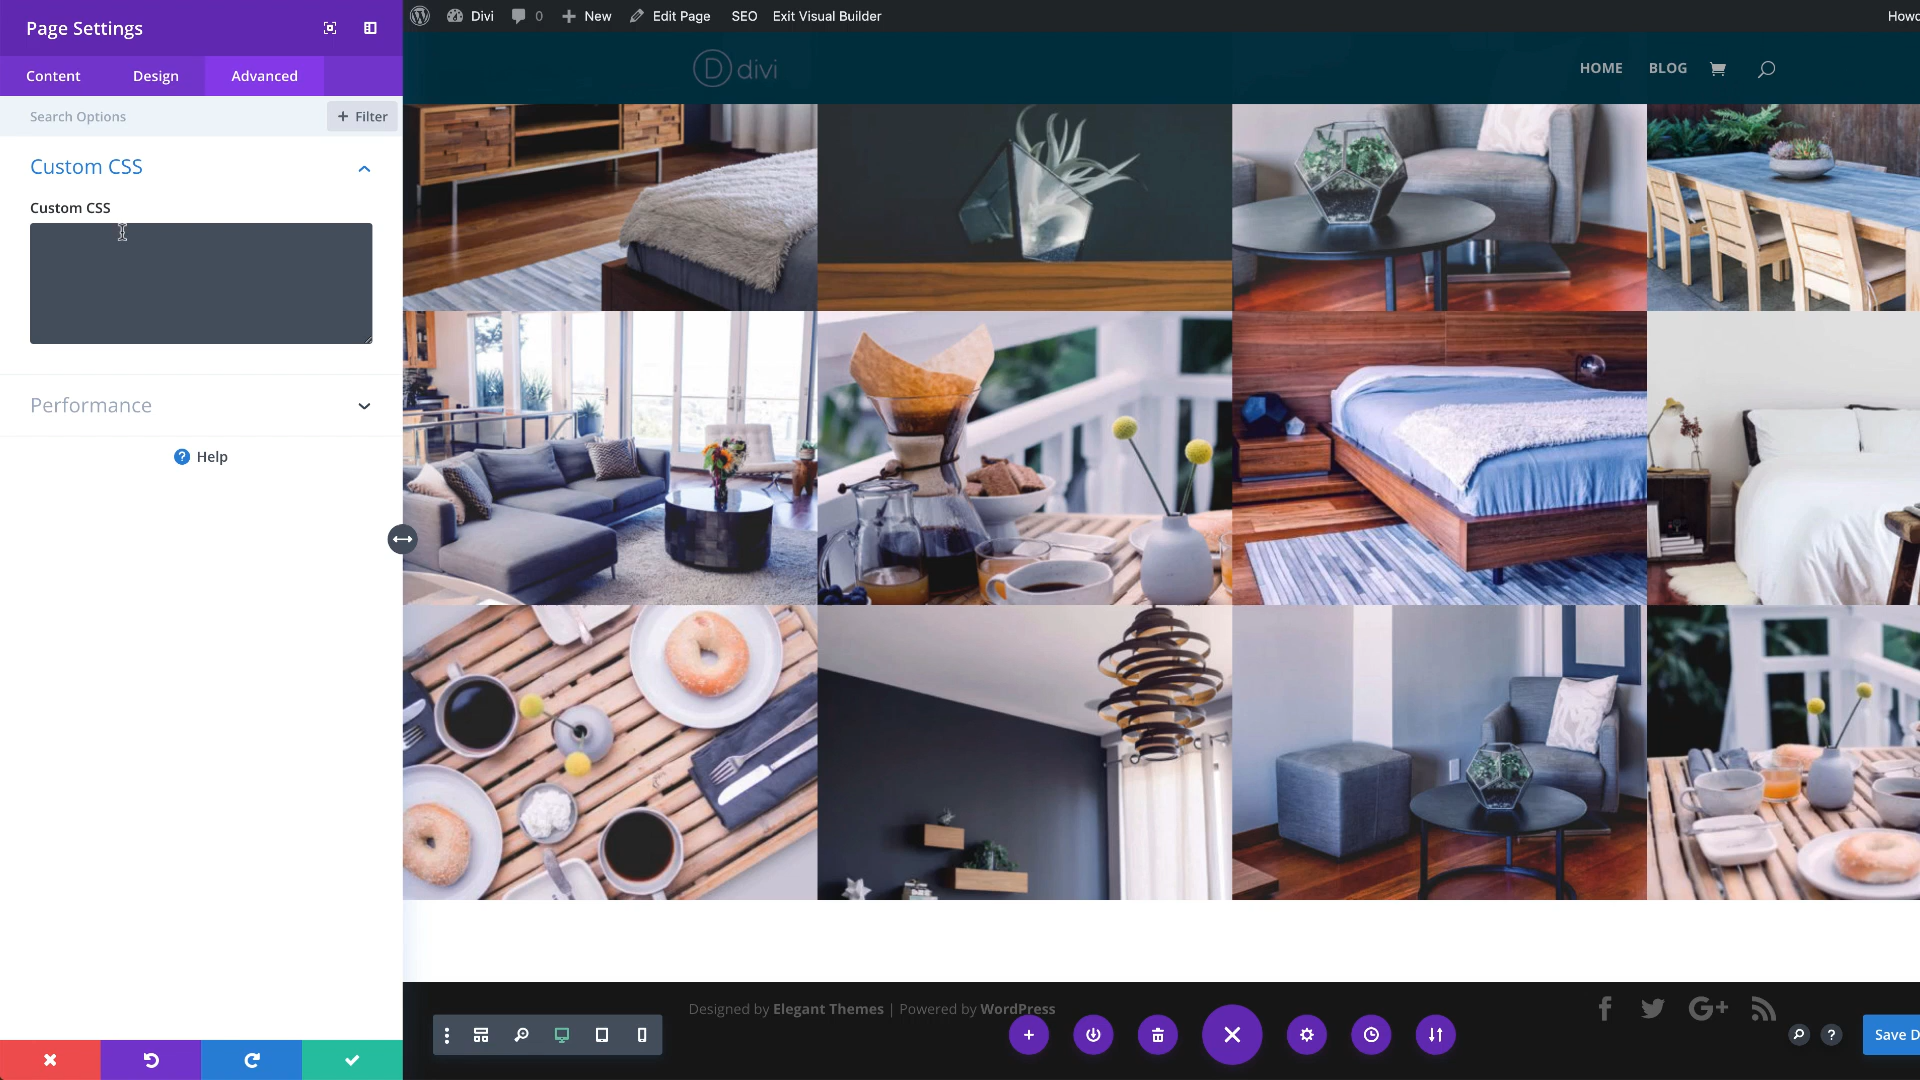 Page Settings
Content
Design
Advanced
Search Options
+ Filter
Custom CSS
Custom CSS
Performance
? Help
Divi
0
New
Edit Page
SEO
Exit Visual Builder
D divi
HOME
BLOG
Designed by Elegant Themes | Powered by WordPress
G+
?